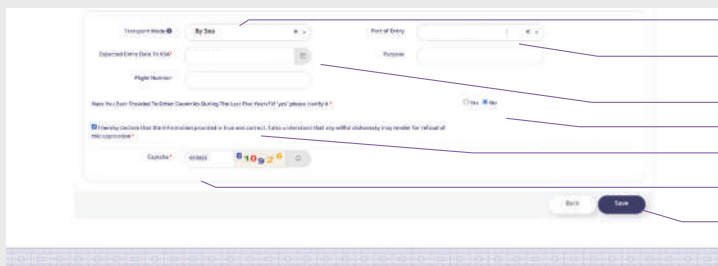 Transport Mode By Sea Port of Entry
Expected Entry Date To KSA* Purpose
Flight Number
Have You Ever Traveled To Other Countries During The Last Five Years? If 'yes' please clarify it * Yes No
I hereby declare that the information provided is true and correct. I also understand that any willful dishonesty may render for refusal of
this application *
Captcha*
Back Save